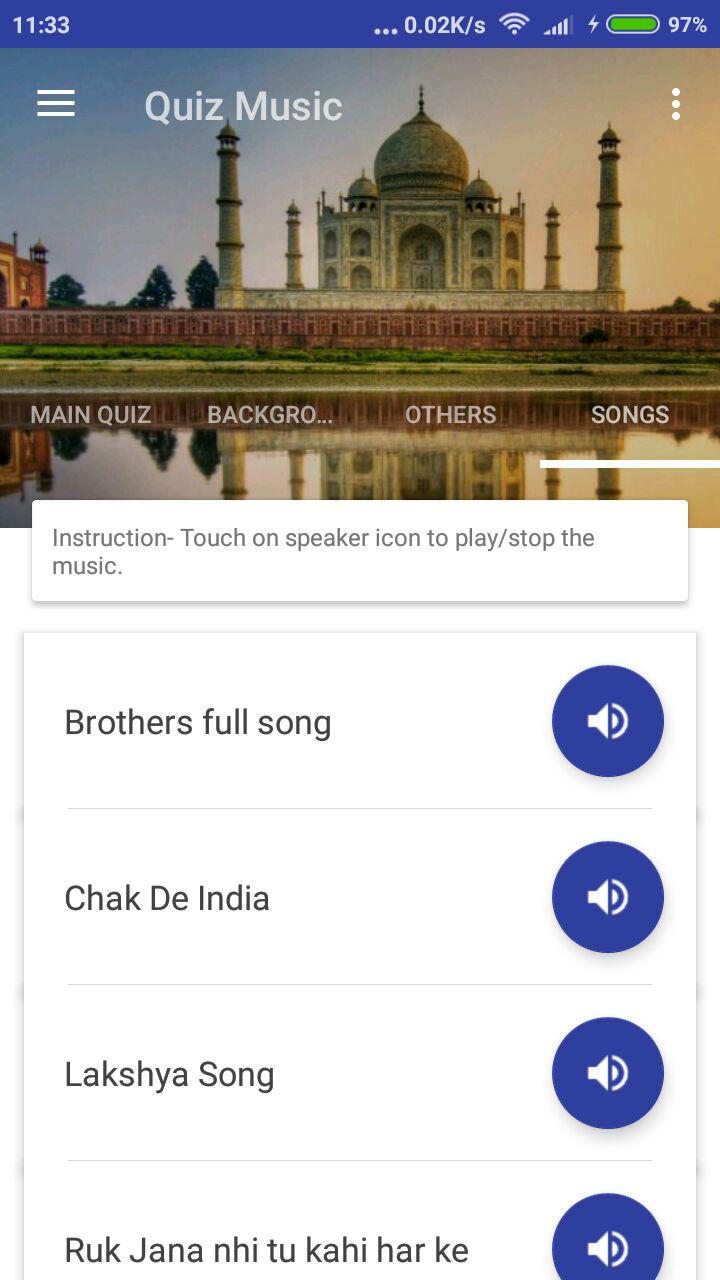 11:33 ... 0.02K/s 97%
Quiz Music
MAIN QUIZ BACKGRO... OTHERS SONGS
Instruction- Touch on speaker icon to play/stop the
music.
Brothers full song
Chak De India
Lakshya Song
Ruk Jana nhi tu kahi har ke